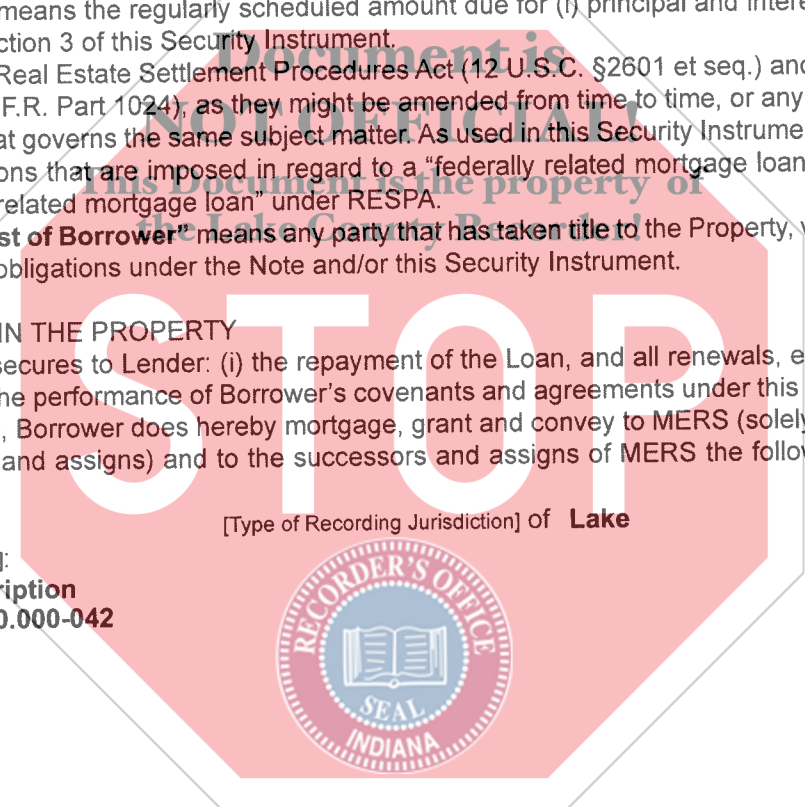 means the regularly scheduled amount due for (i) principal and intere
ction 3 of this Security Instrument.
Document is
Real Estate Settlement Procedures Act (12 U.S.C. §2601 et seq.) and
F.R. Part 1024), as they might be amended from time to time, or any
NOT OFFICIAL!
at governs the same subject matter. As used in this Security Instrume
ons that are imposed in regard to a “federally related mortgage loan
This Document is the property of
related mortgage loan” under RESPA.
the Lake County Recorder!
st of Borrower” means any party that has taken title to the Property, w
obligations under the Note and/or this Security Instrument.
IN THE PROPERTY
secures to Lender: (i) the repayment of the Loan, and all renewals, e
he performance of Borrower’s covenants and agreements under this
, Borrower does hereby mortgage, grant and convey to MERS (solely
and assigns) and to the successors and assigns of MERS the follow
STOP
[Type of Recording Jurisdiction] of Lake
]:
ription
0.000-042
RECORDER'S OFFICE
SEAL
INDIANA